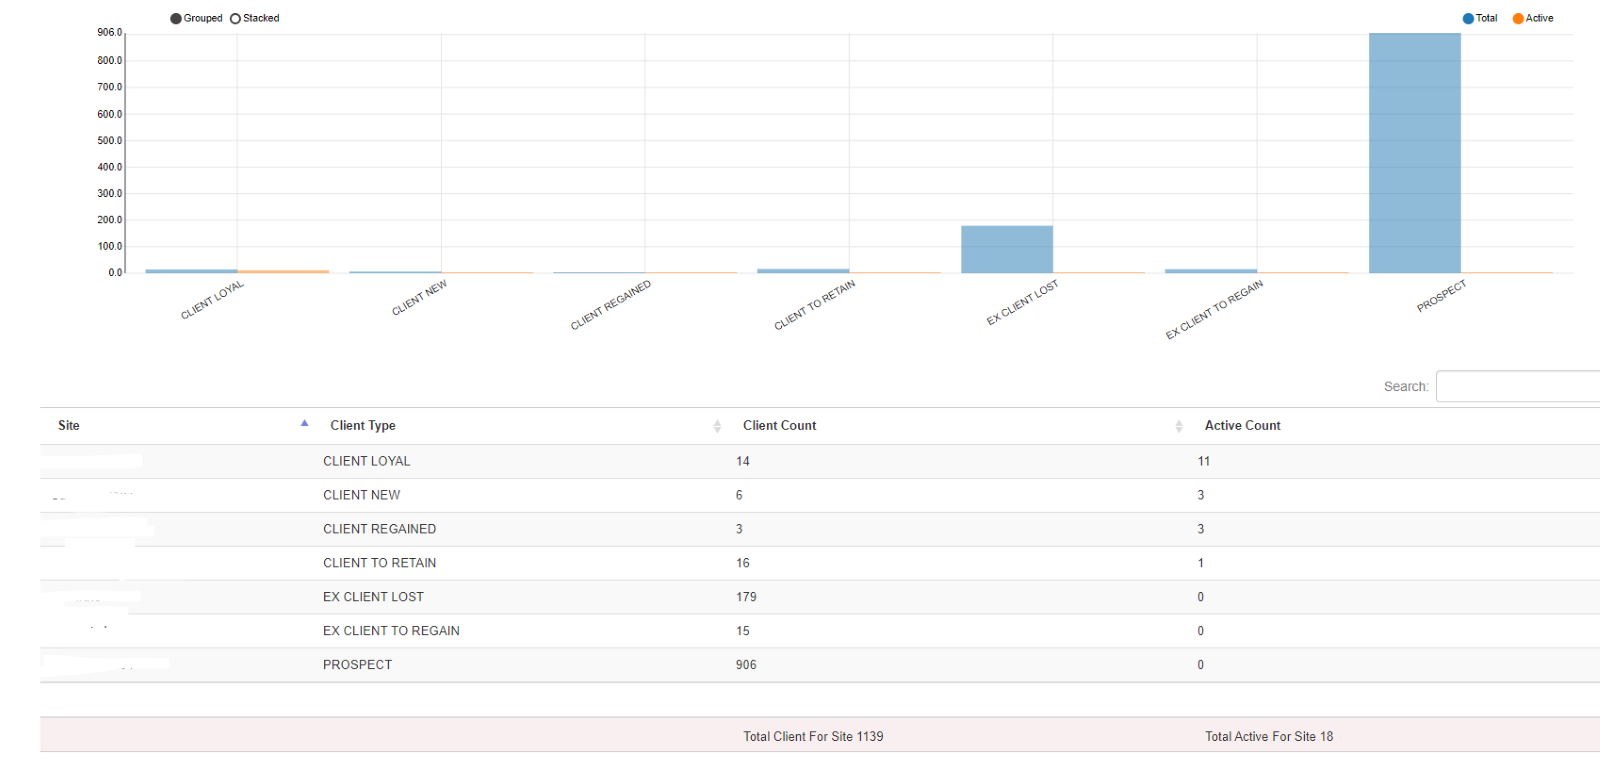 Grouped Stacked Total Active
906.0
800.0
700.0
600.0
500.0
400.0
300.0
200.0
100.0
0.0
CLIENT LOYAL
CLIENT NEW
CLIENT REGAINED
CLIENT TO RETAIN
EX CLIENT LOST
EX CLIENT TO REGAIN
PROSPECT
Search:
Site Client Type Client Count Active Count
CLIENT LOYAL 14 11
CLIENT NEW 6 3
CLIENT REGAINED 3 3
CLIENT TO RETAIN 16 1
EX CLIENT LOST 179 0
EX CLIENT TO REGAIN 15 0
PROSPECT 906 0
Total Client For Site 1139 Total Active For Site 18